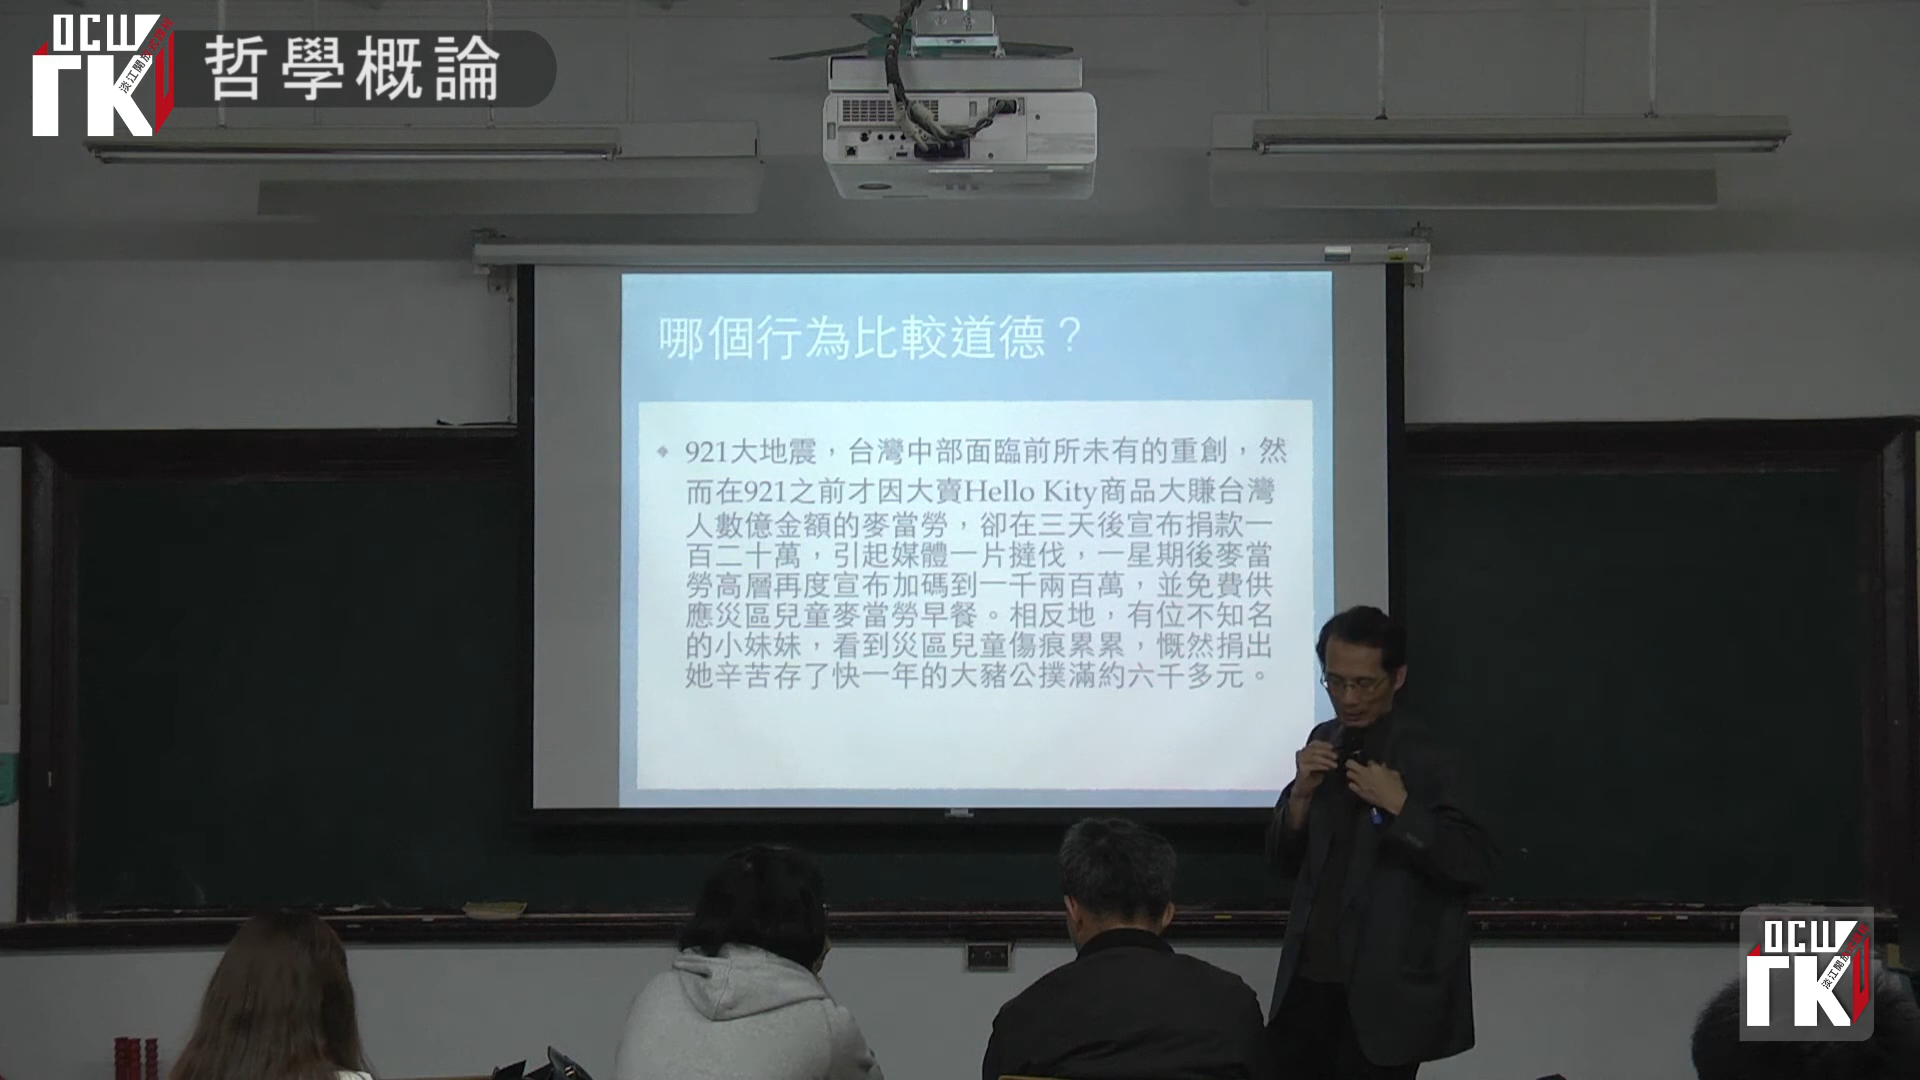 OCW
TKU
淡江開放式課程
哲學概論
哪個行為比較道德？
921大地震，台灣中部面臨前所未有的重創，然
而在921之前才因大賣Hello Kity商品大賺台灣
人數億金額的麥當勞，卻在三天後宣布捐款一
百二十萬，引起媒體一片撻伐，一星期後麥當
勞高層再度宣布加碼到一千兩百萬，並免費供
應災區兒童麥當勞早餐。相反地，有位不知名
的小妹妹，看到災區兒童傷痕累累，慨然捐出
她辛苦存了快一年的大豬公撲滿約六千多元。
OCW
TKU
淡江開放式課程